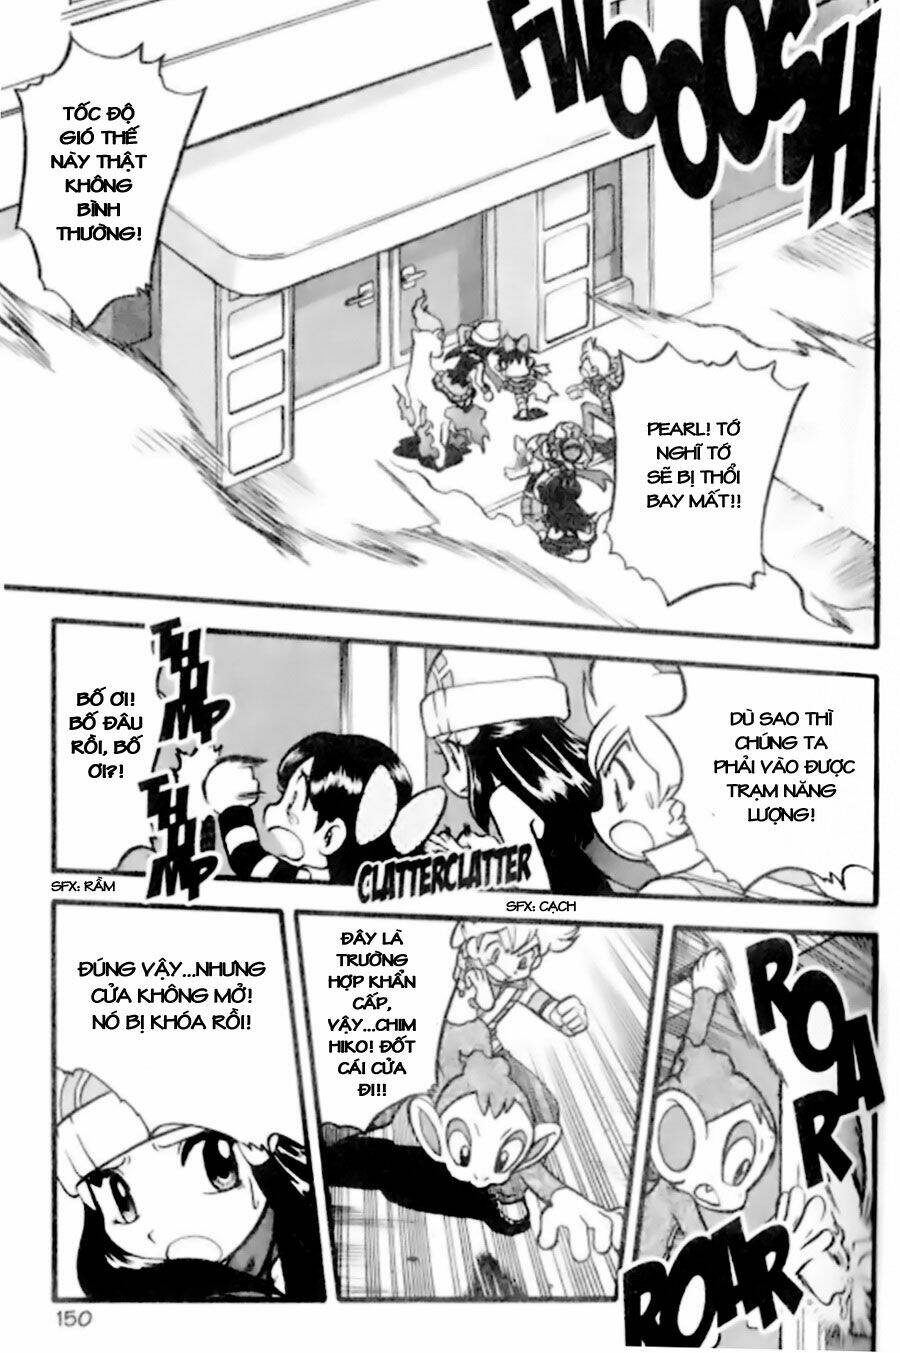 FWOOOOSH
TỐC ĐỘ
GIÓ THẾ
NÀY THẬT
KHÔNG
BÌNH
THƯỜNG!
PEARL! TỚ
NGHĨ TỚ
SẼ BỊ THỔI
BAY MẤT!!
BỐ ƠI!
BỐ ĐÂU
RỒI, BỐ
ƠI?!
THOMP
THOMP
SFX: RẦM
CLATTERCLATTER
SFX: CẠCH
DÙ SAO THÌ
CHÚNG TA
PHẢI VÀO ĐƯỢC
TRẠM NĂNG
LƯỢNG!
ĐÚNG VẬY...NHƯNG
CỬA KHÔNG MỞ!
NÓ BỊ KHÓA RỒI!
ĐÂY LÀ
TRƯỜNG
HỢP KHẨN
CẤP,
VẬY...CHIM
HIKO! ĐỐT
CÁI CỬA
ĐI!!
ROAR
ROHR
150